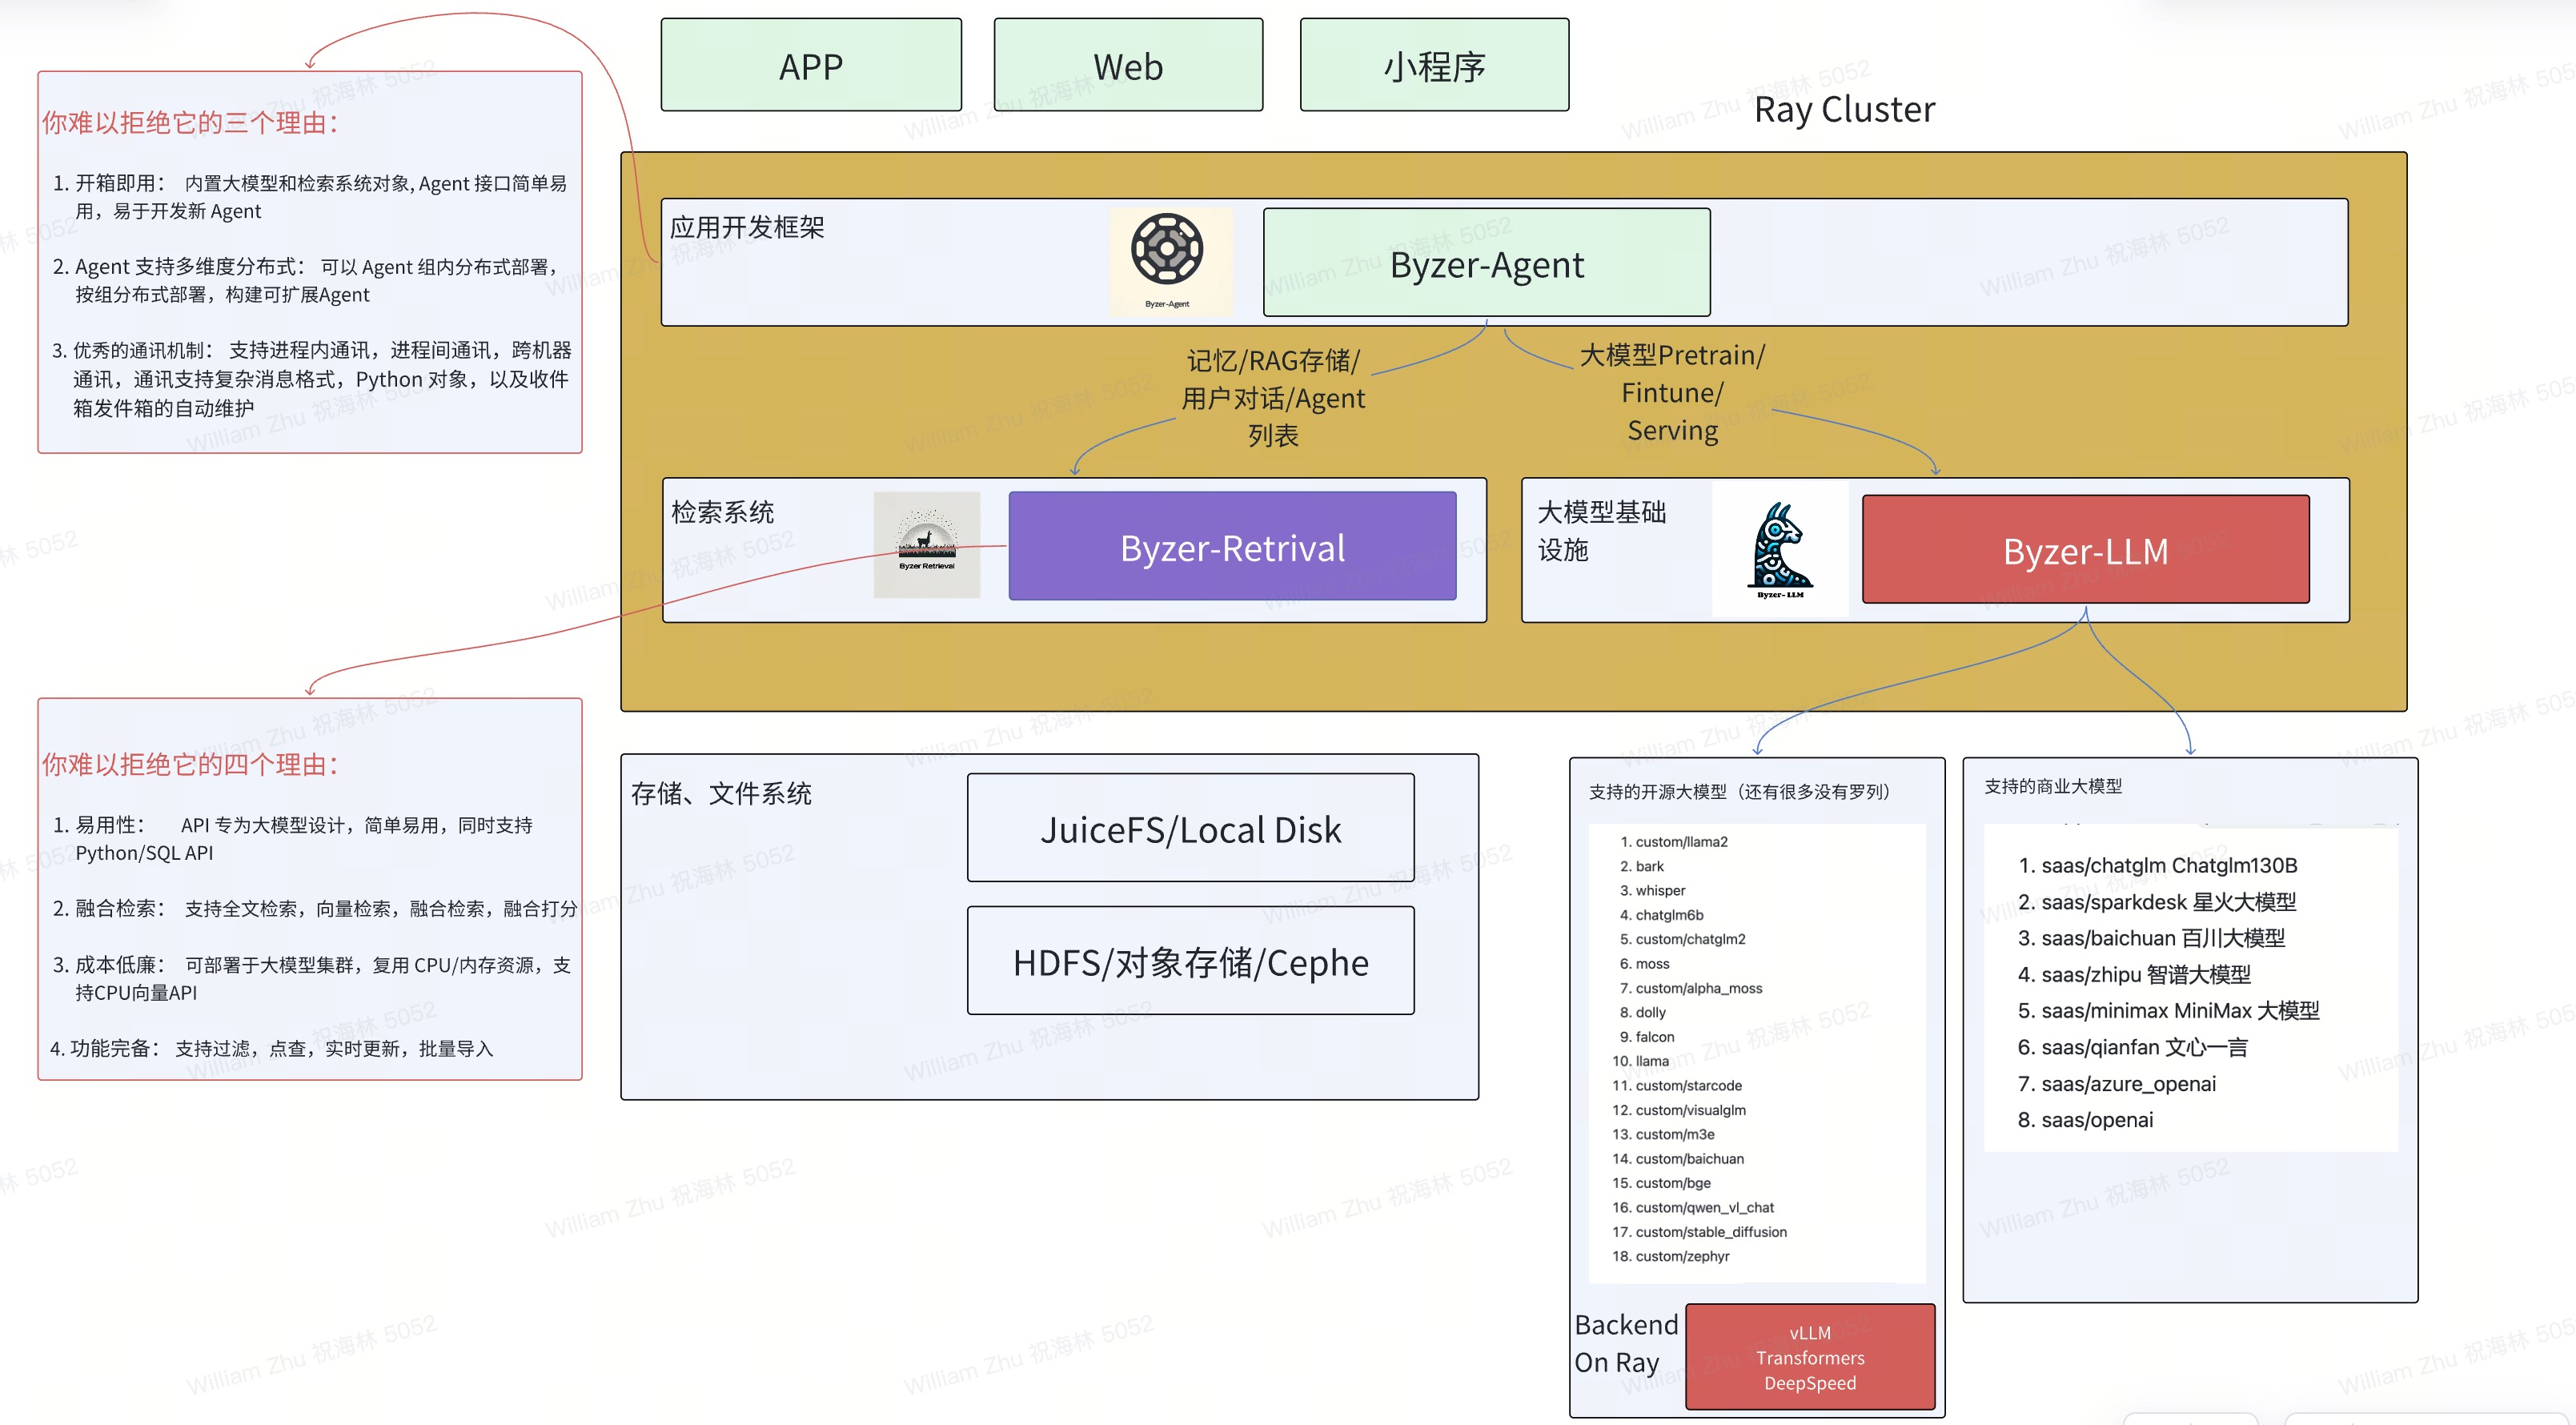 APP
Web
小程序
Ray Cluster
你难以拒绝它的三个理由：
1. 开箱即用： 内置大模型和检索系统对象, Agent 接口简单易
用，易于开发新 Agent
2. Agent 支持多维度分布式： 可以 Agent 组内分布式部署，
按组分布式部署，构建可扩展Agent
3. 优秀的通讯机制： 支持进程内通讯，进程间通讯，跨机器
通讯，通讯支持复杂消息格式，Python 对象，以及收件
箱发件箱的自动维护
应用开发框架
Byzer-Agent
Byzer-Agent
记忆/RAG存储/
用户对话/Agent
列表
大模型Pretrain/
Fintune/
Serving
检索系统
Byzer Retrieval
Byzer-Retrival
大模型基础
设施
Byzer- LLM
Byzer-LLM
你难以拒绝它的四个理由：
1. 易用性： API 专为大模型设计，简单易用，同时支持
Python/SQL API
2. 融合检索： 支持全文检索，向量检索，融合检索，融合打分
3. 成本低廉： 可部署于大模型集群，复用 CPU/内存资源，支
持CPU向量API
4. 功能完备： 支持过滤，点查，实时更新，批量导入
存储、文件系统
JuiceFS/Local Disk
HDFS/对象存储/Cephe
支持的开源大模型（还有很多没有罗列）
1. custom/llama2
2. bark
3. whisper
4. chatglm6b
5. custom/chatglm2
6. moss
7. custom/alpha_moss
8. dolly
9. falcon
10. llama
11. custom/starcode
12. custom/visualglm
13. custom/m3e
14. custom/baichuan
15. custom/bge
16. custom/qwen_vl_chat
17. custom/stable_diffusion
18. custom/zephyr
Backend
On Ray
vLLM
Transformers
DeepSpeed
支持的商业大模型
1. saas/chatglm Chatglm130B
2. saas/sparkdesk 星火大模型
3. saas/baichuan 百川大模型
4. saas/zhipu 智谱大模型
5. saas/minimax MiniMax 大模型
6. saas/qianfan 文心一言
7. saas/azure_openai
8. saas/openai
William Zhu 祝海林 5052